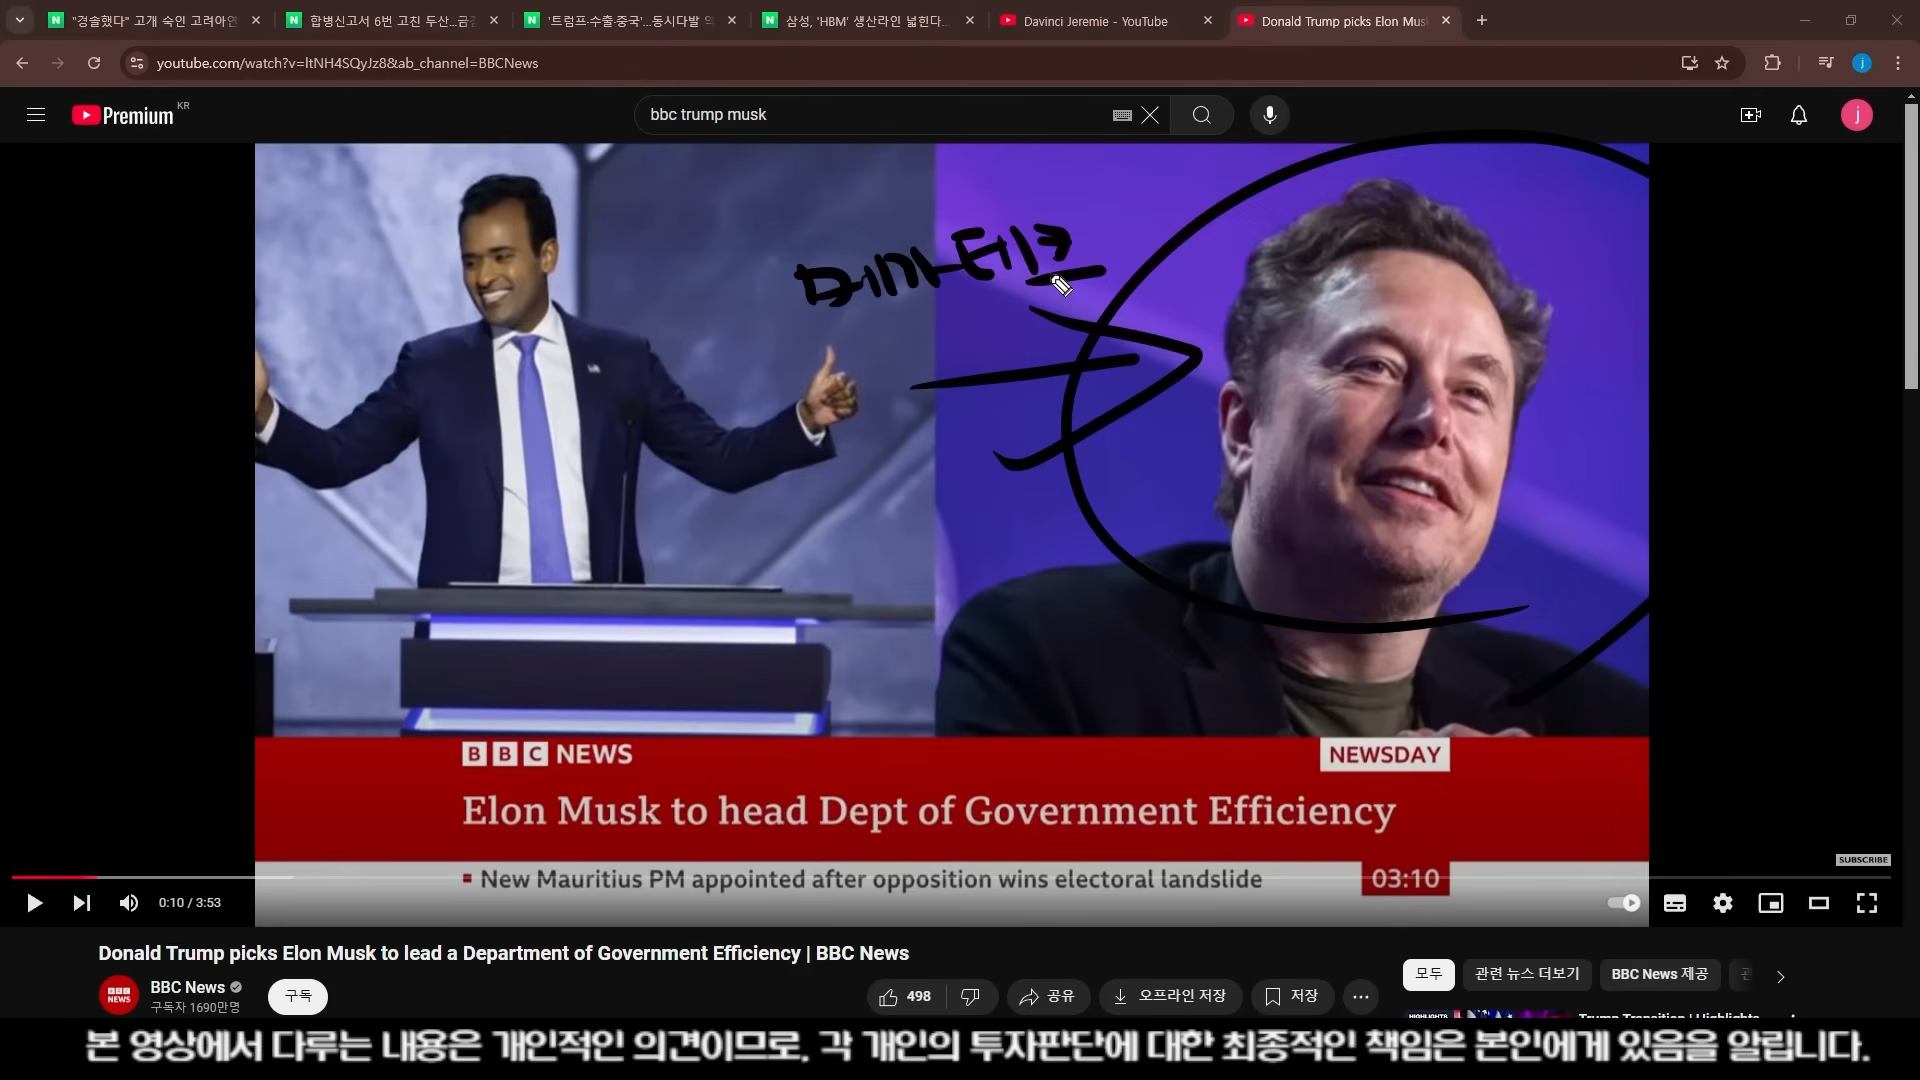 "경솔했다" 고개 숙인 고려아연
합병신고서 6번 고친 두산...금감
'트럼프·수출·중국'...동시다발 악
삼성, 'HBM' 생산라인 넓힌다...
Davinci Jeremie - YouTube
Donald Trump picks Elon Mus
youtube.com/watch?v=ltNH4SQyJz8&ab_channel=BBCNews
j
Premium KR
bbc trump musk
j
메가테크
BBC NEWS
NEWSDAY
Elon Musk to head Dept of Government Efficiency
New Mauritius PM appointed after opposition wins electoral landslide
03:10
SUBSCRIBE
0:10 / 3:53
Donald Trump picks Elon Musk to lead a Department of Government Efficiency | BBC News
BBC NEWS
BBC News
구독자 1690만명
구독
498
공유
오프라인 저장
저장
모두
관련 뉴스 더보기
BBC News 제공
HIGHLIGHTS
Trump Transition | Highlights
본 영상에서 다루는 내용은 개인적인 의견이므로, 각 개인의 투자판단에 대한 최종적인 책임은 본인에게 있음을 알립니다.